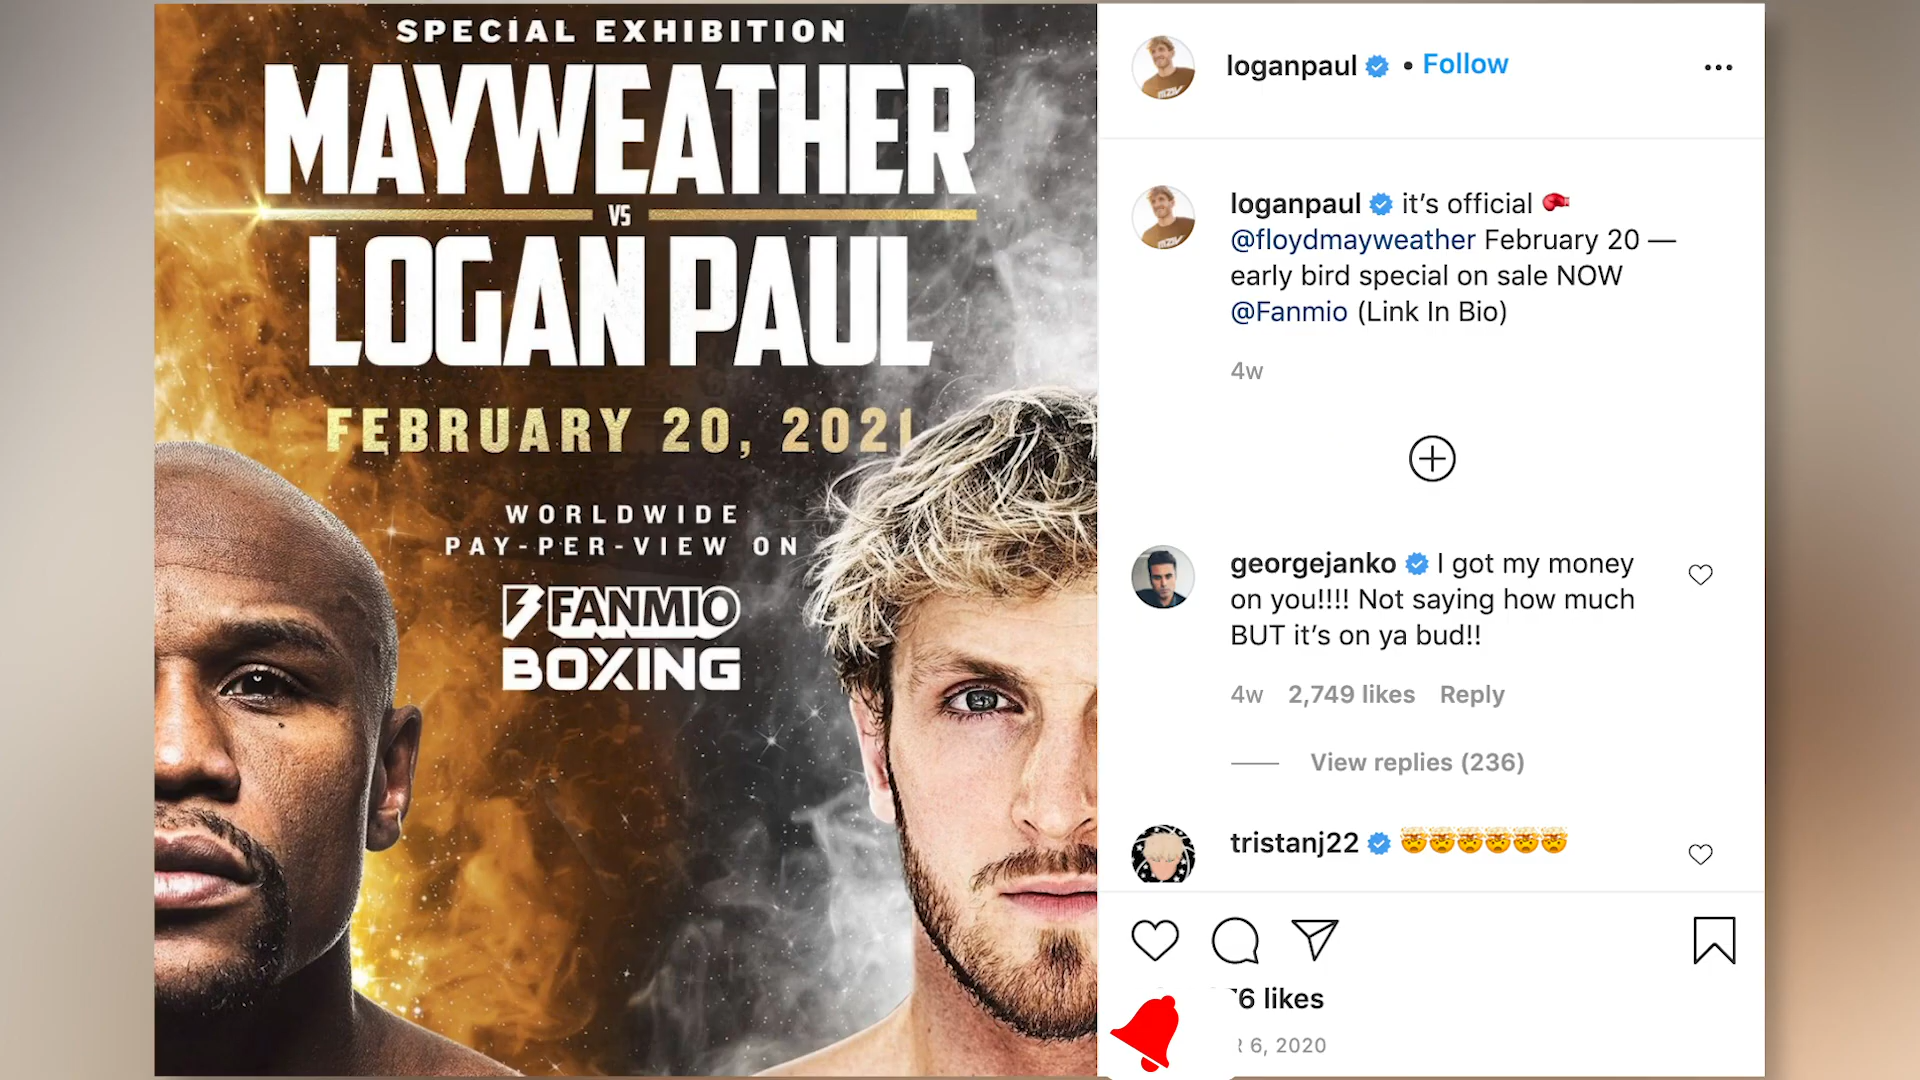 SPECIAL EXHIBITION
MAYWEATHER
VS
LOGAN PAUL
FEBRUARY 20, 2021
WORLDWIDE
PAY-PER-VIEW ON
FANMIO
BOXING
loganpaul • Follow
loganpaul it's official
@floydmayweather February 20 —
early bird special on sale NOW
@Fanmio (Link In Bio)
4w
georgejanko I got my money
on you!!!! Not saying how much
BUT it's on ya bud!!
4w 2,749 likes Reply
View replies (236)
tristanj22
6 likes
6, 2020